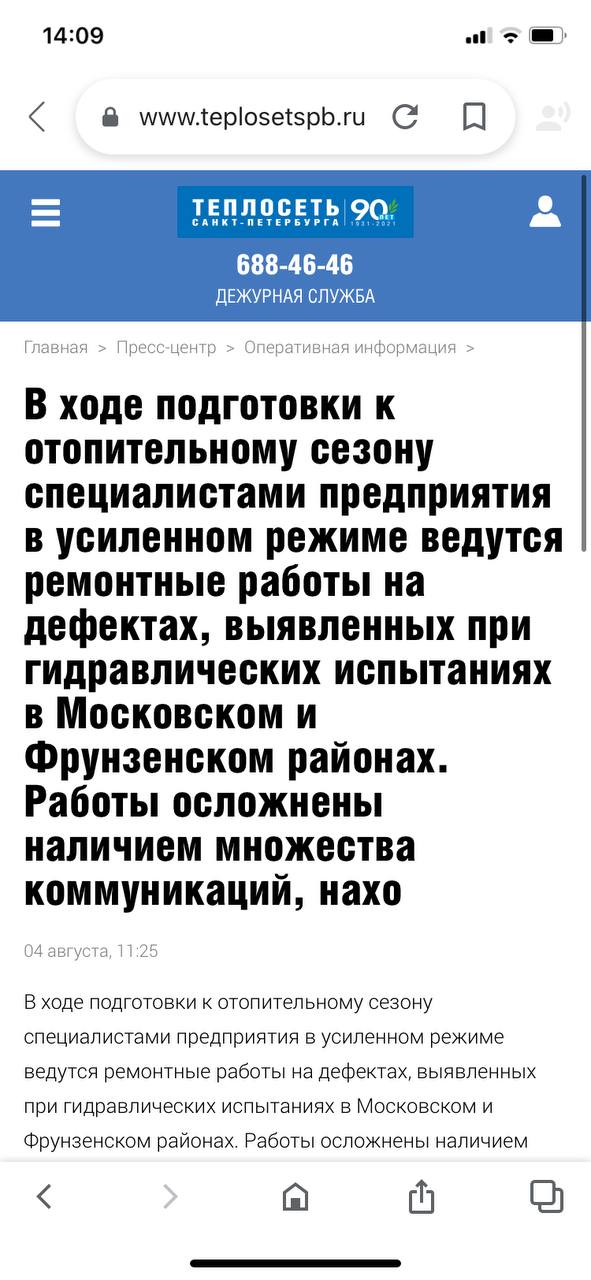 14:09
www.teplosetspb.ru
ТЕПЛОСЕТЬ
САНКТ-ПЕТЕРБУРГА
90 ЛЕТ
1931-2021
688-46-46
ДЕЖУРНАЯ СЛУЖБА
Главная > Пресс-центр > Оперативная информация >
В ходе подготовки к
отопительному сезону
специалистами предприятия
в усиленном режиме ведутся
ремонтные работы на
дефектах, выявленных при
гидравлических испытаниях
в Московском и
Фрунзенском районах.
Работы осложнены
наличием множества
коммуникаций, нахо
04 августа, 11:25
В ходе подготовки к отопительному сезону
специалистами предприятия в усиленном режиме
ведутся ремонтные работы на дефектах, выявленных
при гидравлических испытаниях в Московском и
Фрунзенском районах. Работы осложнены наличием